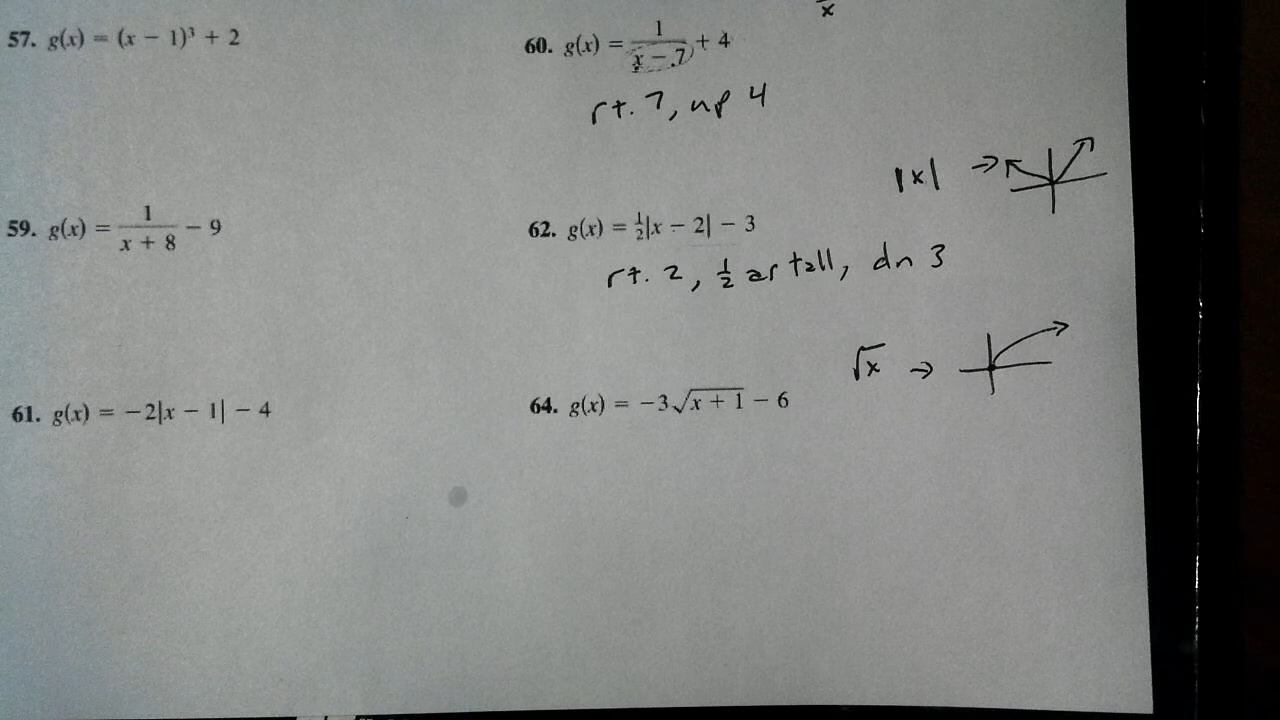 x
57. g(x) = (x − 1)³ + 2
60. g(x) = 1/(x − 7) + 4
rt. 7, up 4
|x| →
59. g(x) = 1/(x + 8) − 9
62. g(x) = ½|x − 2| − 3
rt. 2, ½ as tall, dn 3
√x →
61. g(x) = −2|x − 1| − 4
64. g(x) = −3√(x + 1) − 6